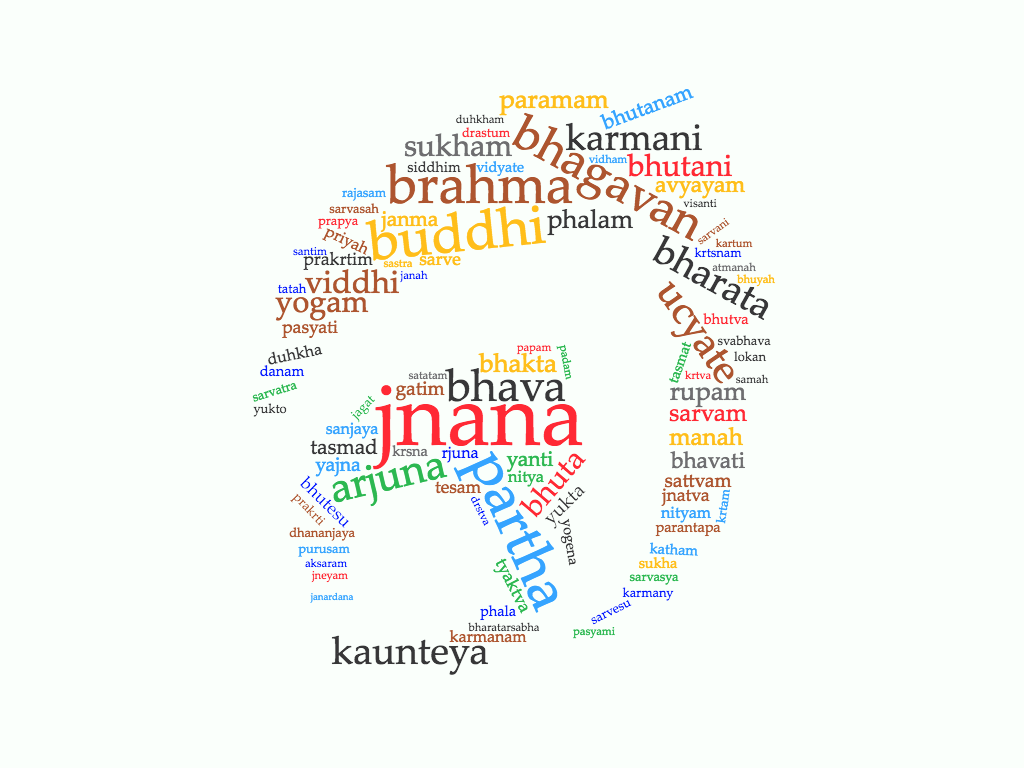 paramam
bhutanam
duhkham
drastum
sukham
bhagavan
karmani
siddhim
vidyate
vidham
bhutani
brahma
avyayam
rajasam
visanti
sarvasah
janma
phalam
prapya
buddhi
sarvani
priyah
kartum
santim
prakrtim
sastra
sarve
krtsnam
bharata
atmanah
viddhi
janah
bhuyah
tatah
yogam
ucyate
bhutva
pasyati
svabhava
duhkha
papam
padam
tasmat
lokan
danam
bhakta
satatam
krtva
samah
sarvatra
gatim
bhava
rupam
yukto
jagat
jnana
sarvam
sanjaya
manah
tasmad
krsna
rjuna
yanti
bhavati
yajna
arjuna
partha
nitya
bhuta
sattvam
bhutesu
tesam
yukta
jnatva
krtam
prakrti
drstva
nityam
dhananjaya
yogena
parantapa
purusam
katham
aksaram
sukha
jneyam
tyaktva
sarvasya
janardana
karmany
phala
sarvesu
bharatarsabha
pasyami
karmanam
kaunteya